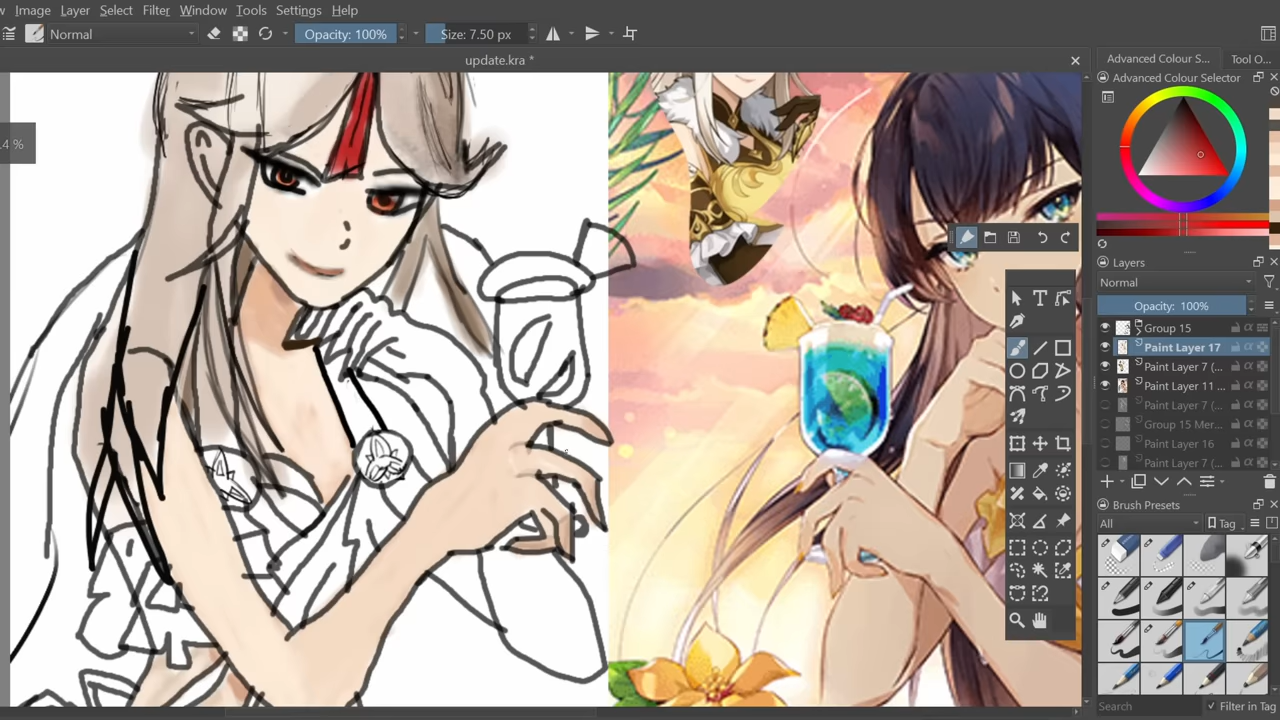 Image Layer Select Filter Window Tools Settings Help
Normal Opacity: 100% Size: 7.50 px
update.kra *
Advanced Colour S... Tool O...
Advanced Colour Selector
.4 %
Layers
Normal
Opacity: 100%
Group 15
Paint Layer 17
Paint Layer 7 (...
Paint Layer 11 ...
Paint Layer 7 (...
Group 15 Mer...
Paint Layer 16
Paint Layer 7 (...
Brush Presets
All Tag
Search Filter in Tag